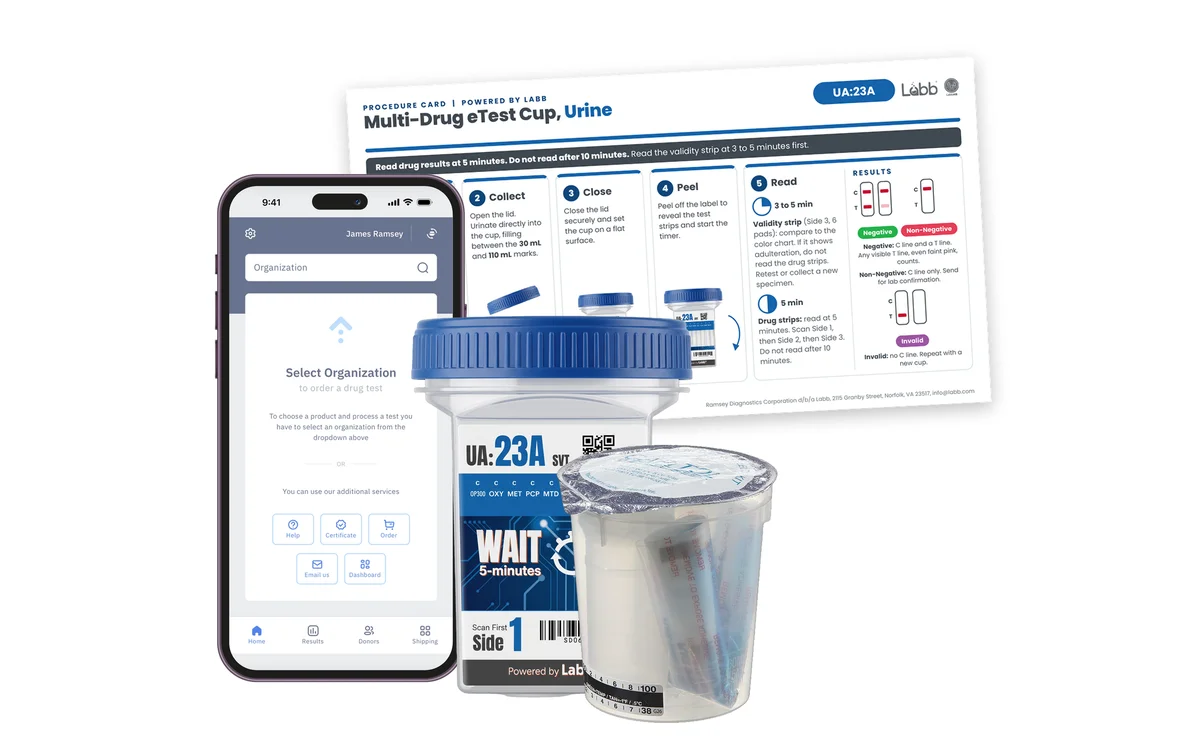 PROCEDURE CARD | POWERED BY LABB
Multi-Drug eTest Cup, Urine
UA:23A
Labb
Read drug results at 5 minutes. Do not read after 10 minutes. Read the validity strip at 3 to 5 minutes first.
2 Collect
Open the lid.
Urinate directly into
the cup, filling
between the 30 mL
and 110 mL marks.
3 Close
Close the lid
securely and set
the cup on a flat
surface.
4 Peel
Peel off the label to
reveal the test
strips and start the
timer.
5 Read
3 to 5 min
Validity strip (Side 3, 6
pads): compare to the
color chart. If it shows
adulteration, do not
read the drug strips.
Retest or collect a new
specimen.
5 min
Drug strips: read at 5
minutes. Scan Side 1,
then Side 2, then Side 3.
Do not read after 10
minutes.
RESULTS
C
T
C
T
Negative
Non-Negative
Negative: C line and a T line.
Any visible T line, even faint pink,
counts.
Non-Negative: C line only. Send
for lab confirmation.
C
T
Invalid
Invalid: no C line. Repeat with a
new cup.
Ramsey Diagnostics Corporation d/b/a Labb, 2115 Granby Street, Norfolk, VA 23517, info@labb.com
9:41
James Ramsey
Organization
Select Organization
to order a drug test
To choose a product and process a test you
have to select an organization from the
dropdown above
OR
You can use our additional services
Help
Certificate
Order
Email us
Dashboard
Home
Results
Donors
Shipping
UA:23A SVT
C C C C C
OP300 OXY MET PCP MTD
WAIT
5-minutes
Scan First
Side 1
Powered by Lab
6 8 100
4 6 7 38